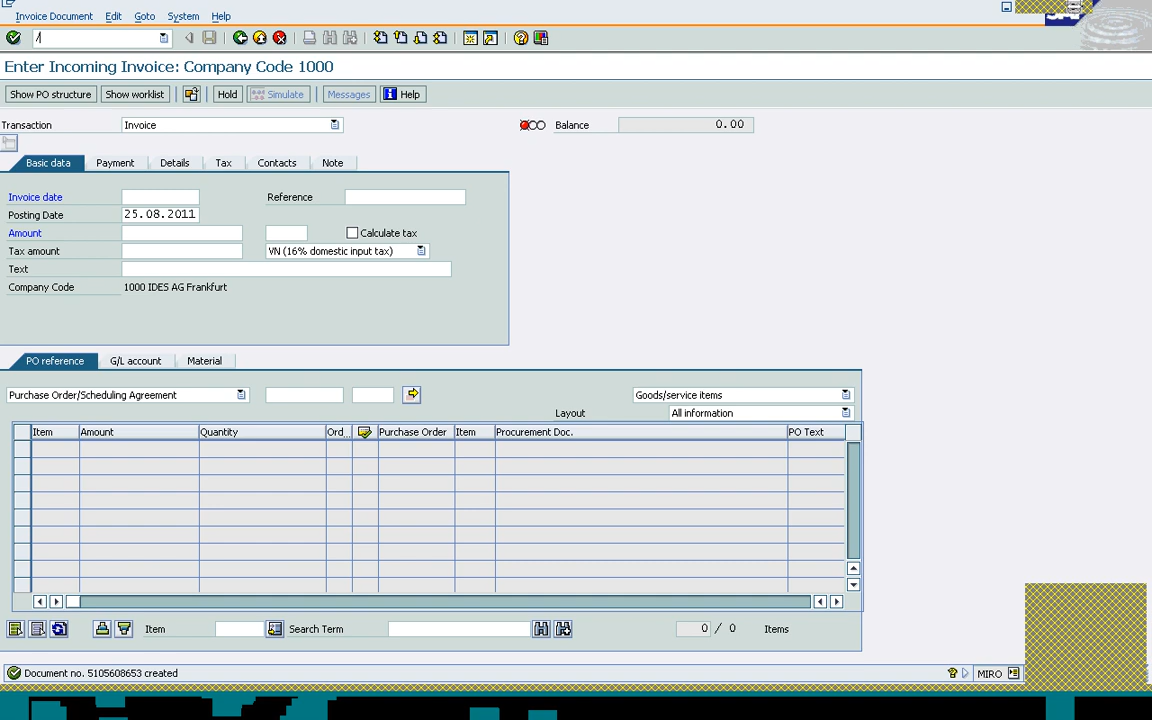 Invoice Document Edit Goto System Help
/
Enter Incoming Invoice: Company Code 1000
Show PO structure Show worklist Hold Simulate Messages Help
Transaction Invoice Balance 0.00
Basic data Payment Details Tax Contacts Note
Invoice date Reference
Posting Date 25.08.2011
Amount Calculate tax
Tax amount VN (16% domestic input tax)
Text
Company Code 1000 IDES AG Frankfurt
PO reference G/L account Material
Purchase Order/Scheduling Agreement Goods/service items
Layout All information
Item Amount Quantity Ord... Purchase Order Item Procurement Doc. PO Text
Item Search Term 0 / 0 Items
Document no. 5105608653 created MIRO